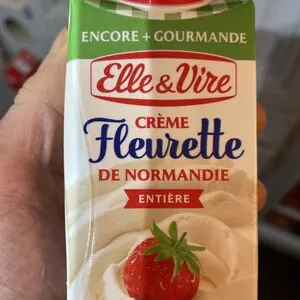 ENCORE + GOURMANDE
Elle & Vire
CRÈME
Fleurette
DE NORMANDIE
ENTIÈRE